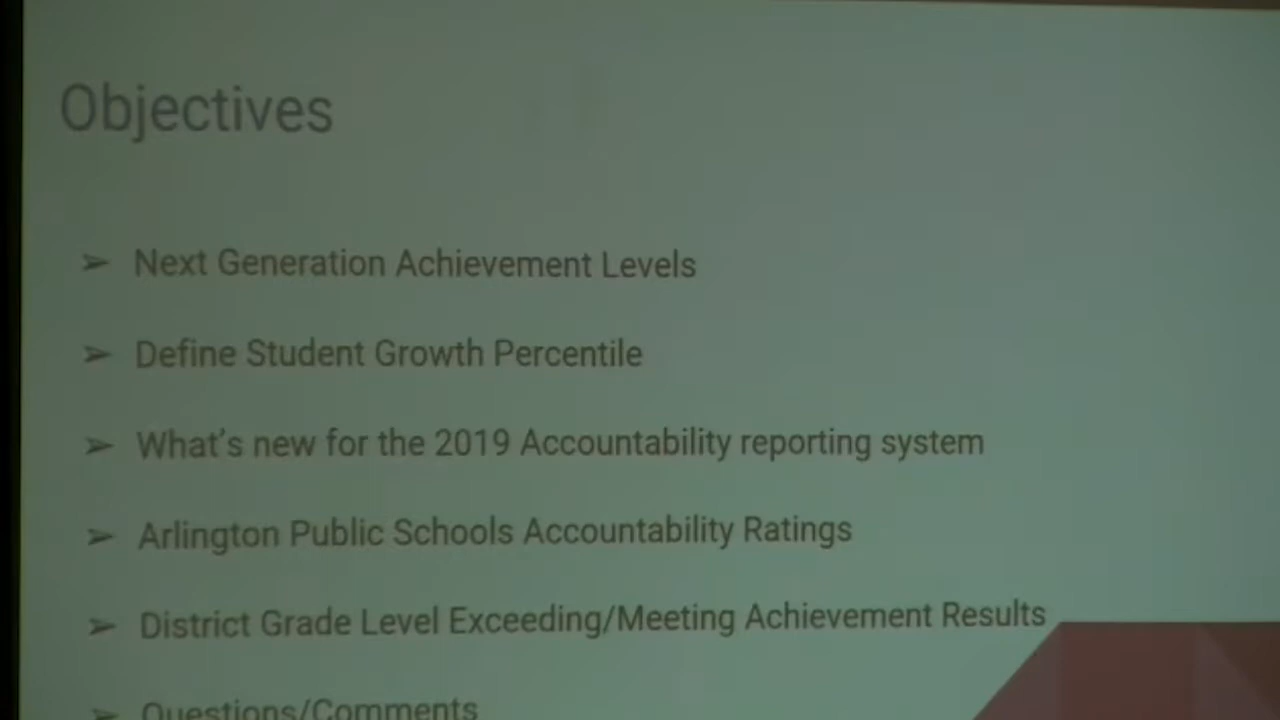 Objectives
➢ Next Generation Achievement Levels
➢ Define Student Growth Percentile
➢ What's new for the 2019 Accountability reporting system
➢ Arlington Public Schools Accountability Ratings
➢ District Grade Level Exceeding/Meeting Achievement Results
➢ Questions/Comments